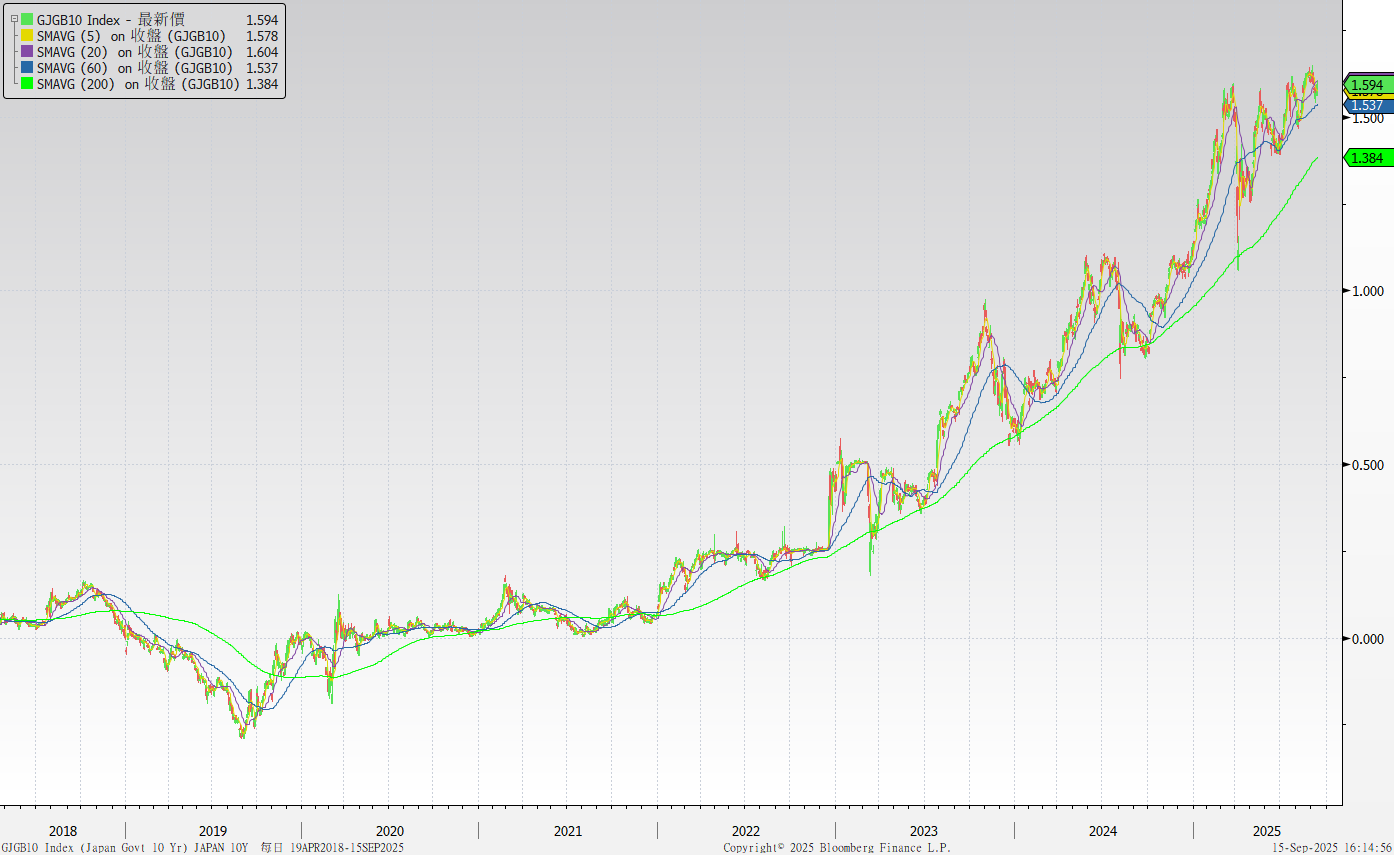 GJGB10 Index - 最新價 1.594
SMAVG (5) on 收盤 (GJGB10) 1.578
SMAVG (20) on 收盤 (GJGB10) 1.604
SMAVG (60) on 收盤 (GJGB10) 1.537
SMAVG (200) on 收盤 (GJGB10) 1.384
1.594
1.537
1.500
1.384
1.000
0.500
0.000
2018 2019 2020 2021 2022 2023 2024 2025
GJGB10 Index (Japan Govt 10 Yr) JAPAN 10Y 每日 19APR2018-15SEP2025 Copyright© 2025 Bloomberg Finance L.P. 15-Sep-2025 16:14:56